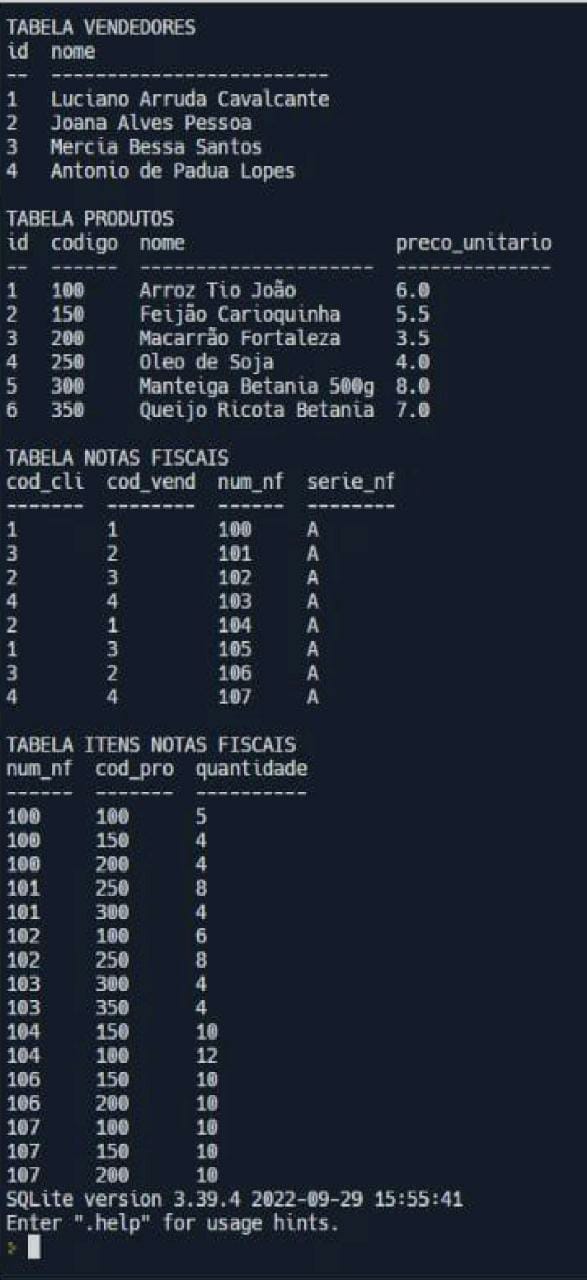 TABELA VENDEDORES
id nome
-- -------------------------
1 Luciano Arruda Cavalcante
2 Joana Alves Pessoa
3 Mercia Bessa Santos
4 Antonio de Padua Lopes
TABELA PRODUTOS
id codigo nome preco_unitario
-- ------ --------------------- --------------
1 100 Arroz Tio João 6.0
2 150 Feijão Carioquinha 5.5
3 200 Macarrão Fortaleza 3.5
4 250 Oleo de Soja 4.0
5 300 Manteiga Betania 500g 8.0
6 350 Queijo Ricota Betania 7.0
TABELA NOTAS FISCAIS
cod_cli cod_vend num_nf serie_nf
------- -------- ------ --------
1 1 100 A
3 2 101 A
2 3 102 A
4 4 103 A
2 1 104 A
1 3 105 A
3 2 106 A
4 4 107 A
TABELA ITENS NOTAS FISCAIS
num_nf cod_pro quantidade
------ ------- ----------
100 100 5
100 150 4
100 200 4
101 250 8
101 300 4
102 100 6
102 250 8
103 300 4
103 350 4
104 150 10
104 100 12
106 150 10
106 200 10
107 100 10
107 150 10
107 200 10
SQLite version 3.39.4 2022-09-29 15:55:41
Enter ".help" for usage hints.
>